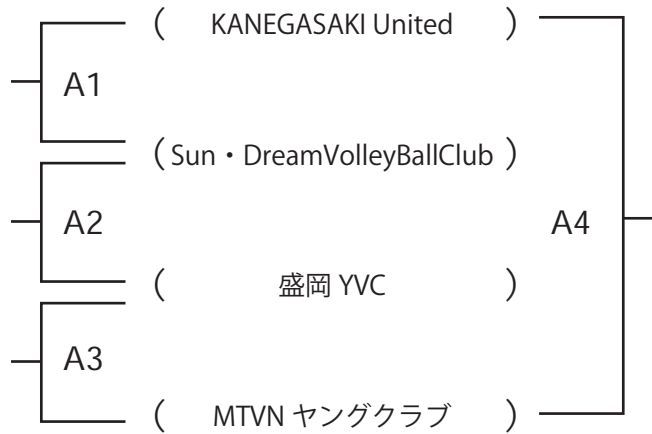 ( KANEGASAKI United )
A1
( Sun・DreamVolleyBallClub )
A2 A4
( 盛岡 YVC )
A3
( MTVN ヤングクラブ )